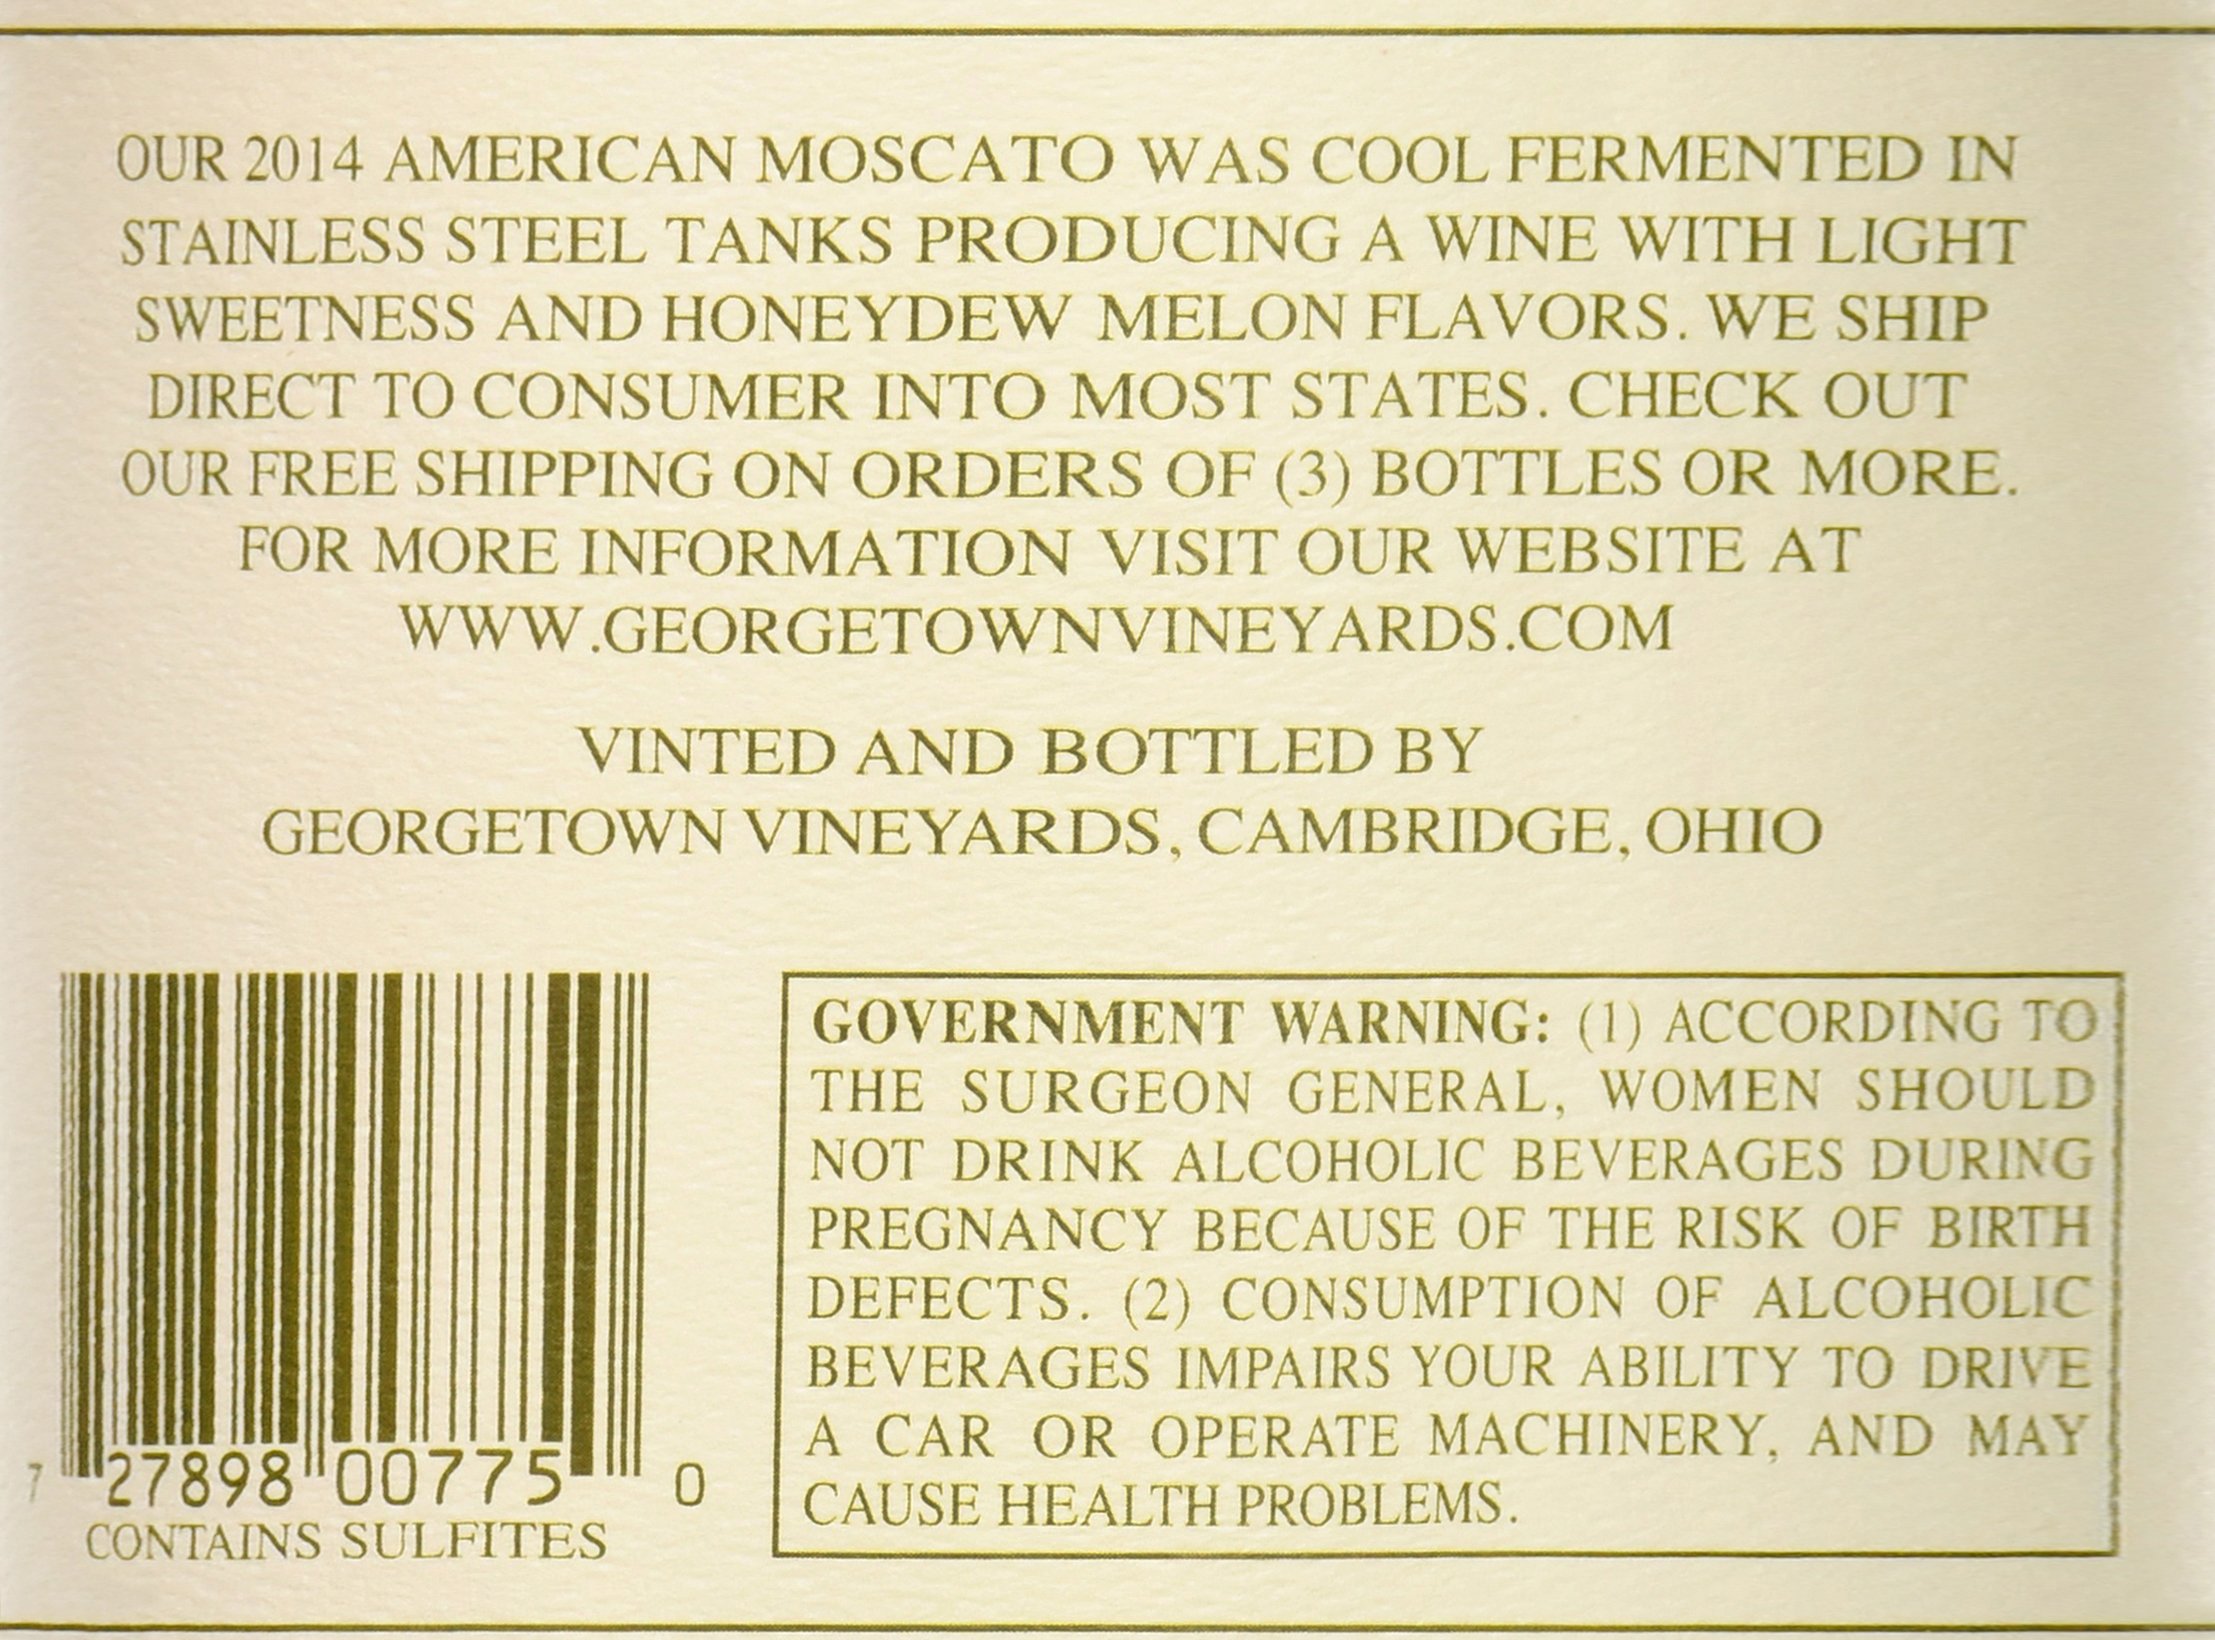 OUR 2014 AMERICAN MOSCATO WAS COOL FERMENTED IN
STAINLESS STEEL TANKS PRODUCING A WINE WITH LIGHT
SWEETNESS AND HONEYDEW MELON FLAVORS. WE SHIP
DIRECT TO CONSUMER INTO MOST STATES. CHECK OUT
OUR FREE SHIPPING ON ORDERS OF (3) BOTTLES OR MORE.
FOR MORE INFORMATION VISIT OUR WEBSITE AT
WWW.GEORGETOWNVINEYARDS.COM
VINTED AND BOTTLED BY
GEORGETOWN VINEYARDS, CAMBRIDGE, OHIO
7 27898 00775 0
CONTAINS SULFITES
GOVERNMENT WARNING: (1) ACCORDING TO
THE SURGEON GENERAL, WOMEN SHOULD
NOT DRINK ALCOHOLIC BEVERAGES DURING
PREGNANCY BECAUSE OF THE RISK OF BIRTH
DEFECTS. (2) CONSUMPTION OF ALCOHOLIC
BEVERAGES IMPAIRS YOUR ABILITY TO DRIVE
A CAR OR OPERATE MACHINERY, AND MAY
CAUSE HEALTH PROBLEMS.